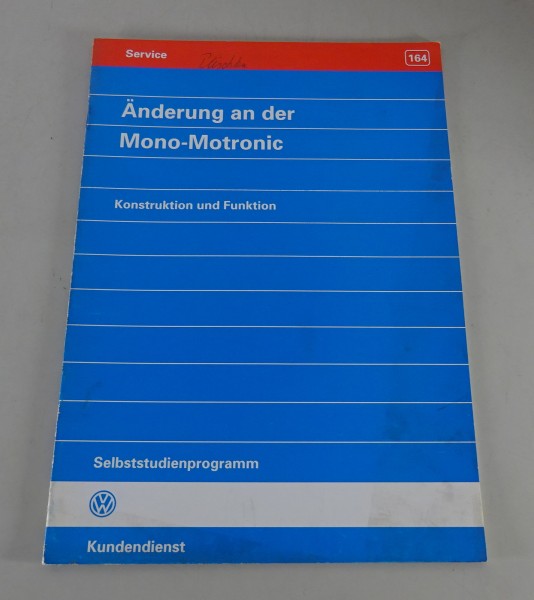 Service
164
Änderung an der
Mono-Motronic
Konstruktion und Funktion
Selbststudienprogramm
VW
Kundendienst